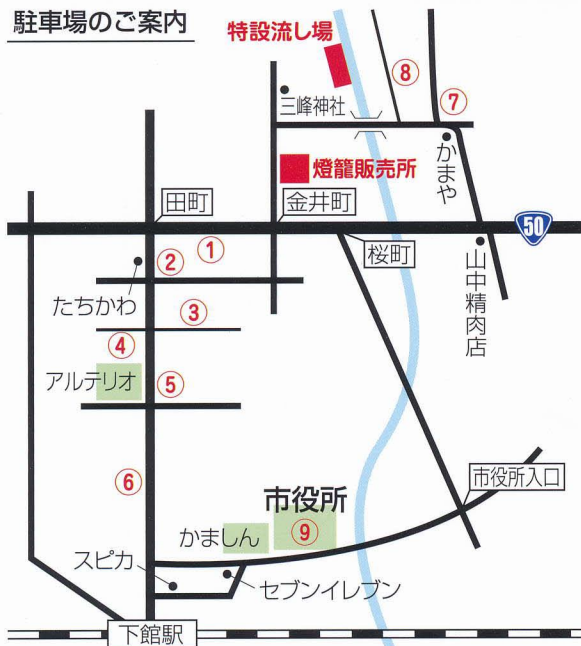 駐車場のご案内
特設流し場
⑧
三峰神社
⑦
かまや
燈籠販売所
田町
金井町
50
①
桜町
②
山中精肉店
たちかわ
③
④
アルテリオ
⑤
⑥
市役所
市役所入口
かましん
⑨
スピカ
セブンイレブン
下館駅